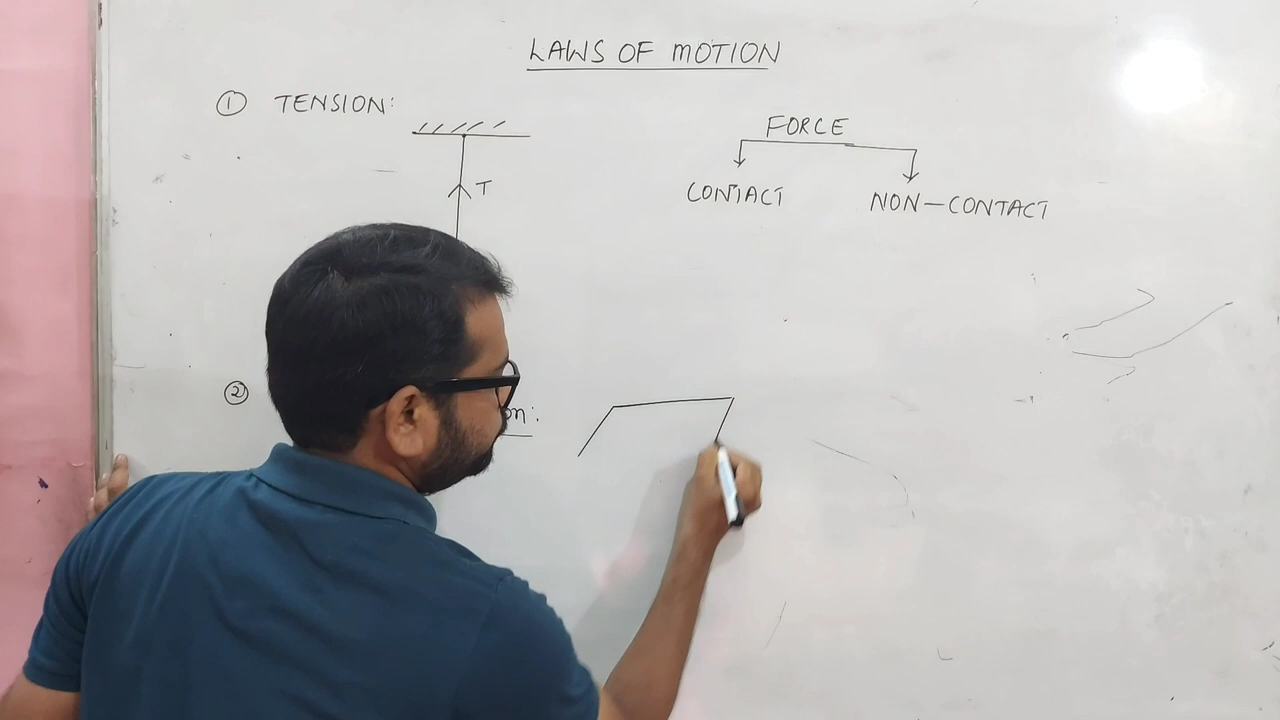 LAWS OF MOTION
① TENSION:
T
FORCE
CONTACT NON-CONTACT
②